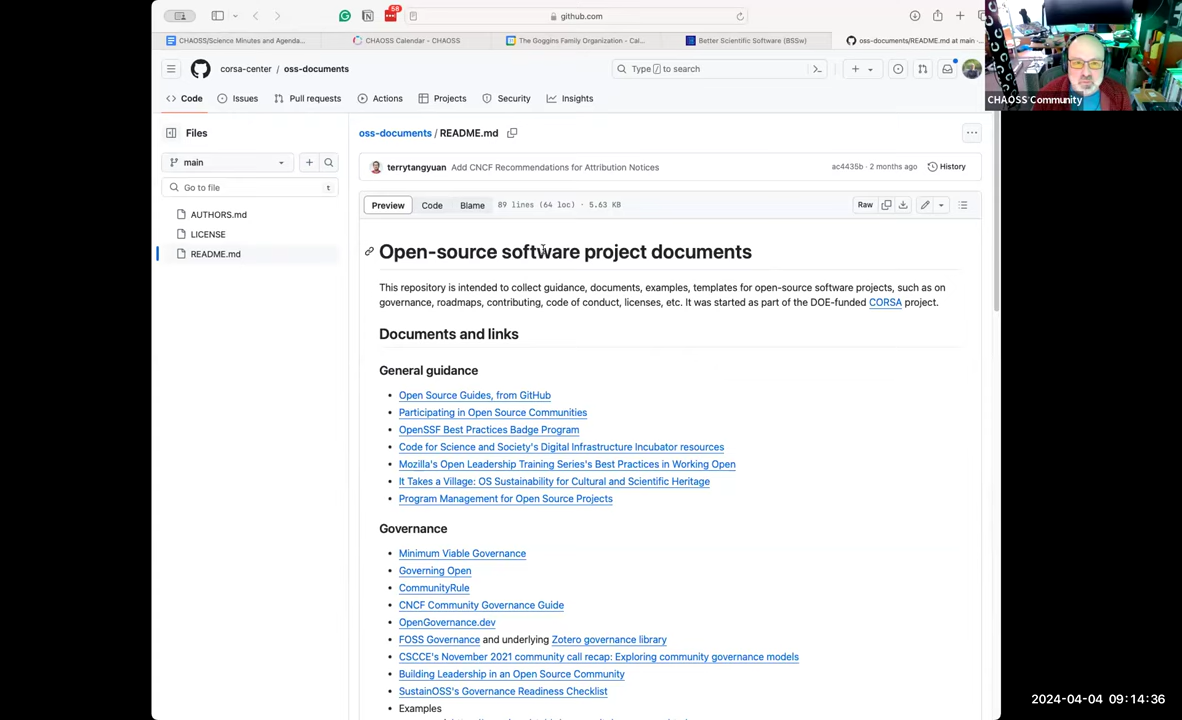 58
github.com
CHAOSS/Science Minutes and Agenda...
CHAOSS Calendar - CHAOSS
The Goggins Family Organization - Cal...
Better Scientific Software (BSSw)
oss-documents/README.md at main ·...
corsa-center / oss-documents
Type / to search
CHAOSS Community
Code
Issues
Pull requests
Actions
Projects
Security
Insights
Files
oss-documents / README.md
main
terrytangyuan Add CNCF Recommendations for Attribution Notices
ac4435b · 2 months ago
History
Go to file
t
Preview
Code
Blame
89 lines (64 loc) · 5.63 KB
Raw
AUTHORS.md
LICENSE
README.md
Open-source software project documents
This repository is intended to collect guidance, documents, examples, templates for open-source software projects, such as on
governance, roadmaps, contributing, code of conduct, licenses, etc. It was started as part of the DOE-funded CORSA project.
Documents and links
General guidance
• Open Source Guides, from GitHub
• Participating in Open Source Communities
• OpenSSF Best Practices Badge Program
• Code for Science and Society's Digital Infrastructure Incubator resources
• Mozilla's Open Leadership Training Series's Best Practices in Working Open
• It Takes a Village: OS Sustainability for Cultural and Scientific Heritage
• Program Management for Open Source Projects
Governance
• Minimum Viable Governance
• Governing Open
• CommunityRule
• CNCF Community Governance Guide
• OpenGovernance.dev
• FOSS Governance and underlying Zotero governance library
• CSCCE's November 2021 community call recap: Exploring community governance models
• Building Leadership in an Open Source Community
• SustainOSS's Governance Readiness Checklist
• Examples
2024-04-04 09:14:36